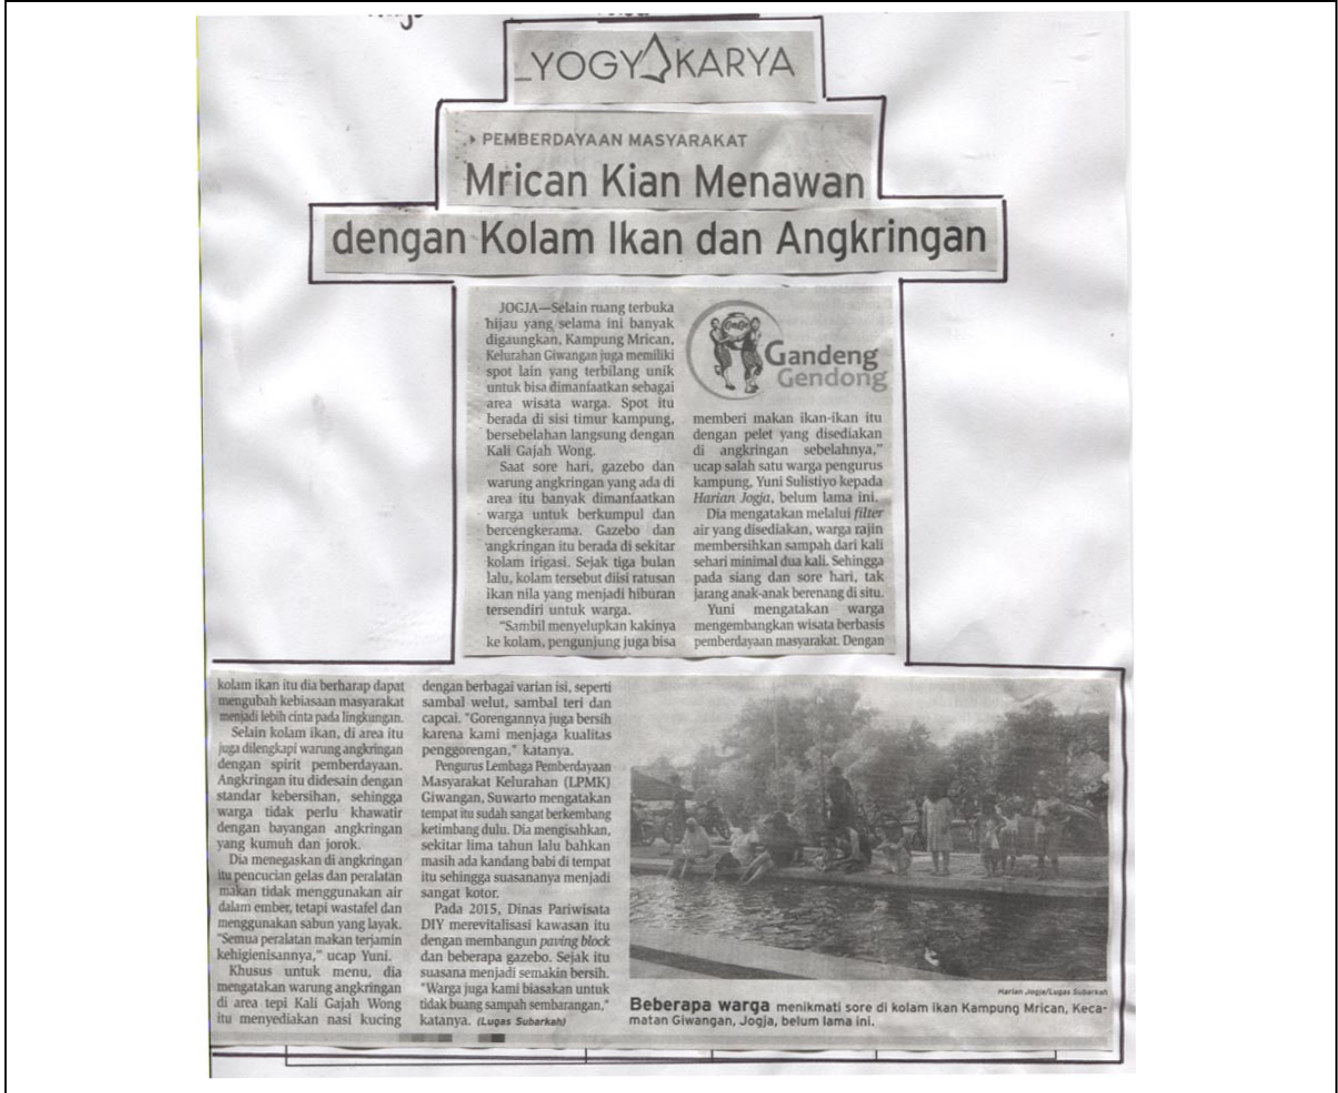 _YOGYAKARYA
PEMBERDAYAAN MASYARAKAT
Mrican Kian Menawan
dengan Kolam Ikan dan Angkringan
JOGJA—Selain ruang terbuka
hijau yang selama ini banyak
digaungkan, Kampung Mrican,
Kelurahan Giwangan juga memiliki
spot lain yang terbilang unik
untuk bisa dimanfaatkan sebagai
area wisata warga. Spot itu
berada di sisi timur kampung,
bersebelahan langsung dengan
Kali Gajah Wong.
Saat sore hari, gazebo dan
warung angkringan yang ada di
area itu banyak dimanfaatkan
warga untuk berkumpul dan
bercengkerama. Gazebo dan
angkringan itu berada di sekitar
kolam irigasi. Sejak tiga bulan
lalu, kolam tersebut diisi ratusan
ikan nila yang menjadi hiburan
tersendiri untuk warga.
"Sambil menyelupkan kakinya
ke kolam, pengunjung juga bisa
Gandeng
Gendong
memberi makan ikan-ikan itu
dengan pelet yang disediakan
di angkringan sebelahnya,"
ucap salah satu warga pengurus
kampung, Yuni Sulistiyo kepada
Harian Jogja, belum lama ini.
Dia mengatakan melalui filter
air yang disediakan, warga rajin
membersihkan sampah dari kali
sehari minimal dua kali. Sehingga
pada siang dan sore hari, tak
jarang anak-anak berenang di situ.
Yuni mengatakan warga
mengembangkan wisata berbasis
pemberdayaan masyarakat. Dengan
kolam ikan itu dia berharap dapat
mengubah kebiasaan masyarakat
menjadi lebih cinta pada lingkungan.
Selain kolam ikan, di area itu
juga dilengkapi warung angkringan
dengan spirit pemberdayaan.
Angkringan itu didesain dengan
standar kebersihan, sehingga
warga tidak perlu khawatir
dengan bayangan angkringan
yang kumuh dan jorok.
Dia menegaskan di angkringan
itu pencucian gelas dan peralatan
makan tidak menggunakan air
dalam ember, tetapi wastafel dan
menggunakan sabun yang layak.
"Semua peralatan makan terjamin
kehigienisannya," ucap Yuni.
Khusus untuk menu, dia
mengatakan warung angkringan
di area tepi Kali Gajah Wong
itu menyediakan nasi kucing
dengan berbagai varian isi, seperti
sambal welut, sambal teri dan
capcai. "Gorengannya juga bersih
karena kami menjaga kualitas
penggorengan," katanya.
Pengurus Lembaga Pemberdayaan
Masyarakat Kelurahan (LPMK)
Giwangan, Suwarto mengatakan
tempat itu sudah sangat berkembang
ketimbang dulu. Dia mengisahkan,
sekitar lima tahun lalu bahkan
masih ada kandang babi di tempat
itu sehingga suasananya menjadi
sangat kotor.
Pada 2015, Dinas Pariwisata
DIY merevitalisasi kawasan itu
dengan membangun paving block
dan beberapa gazebo. Sejak itu
suasana menjadi semakin bersih.
"Warga juga kami biasakan untuk
tidak buang sampah sembarangan,"
katanya. (Lugas Subarkah)
Harian Jogja/Lugas Subarkah
Beberapa warga menikmati sore di kolam ikan Kampung Mrican, Keca-
matan Giwangan, Jogja, belum lama ini.